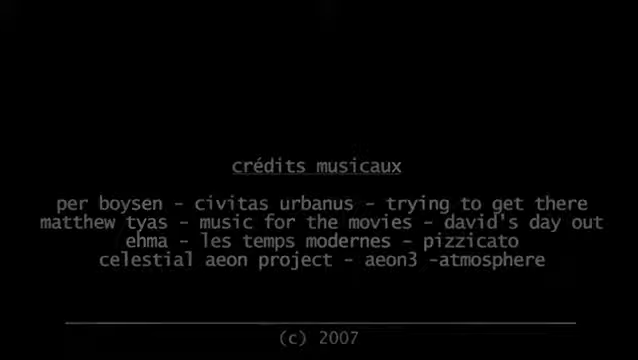 crédits musicaux
per boysen - civitas urbanus - trying to get there
matthew tyas - music for the movies - david's day out
ehma - les temps modernes - pizzicato
celestial aeon project - aeon3 -atmosphere
(c) 2007